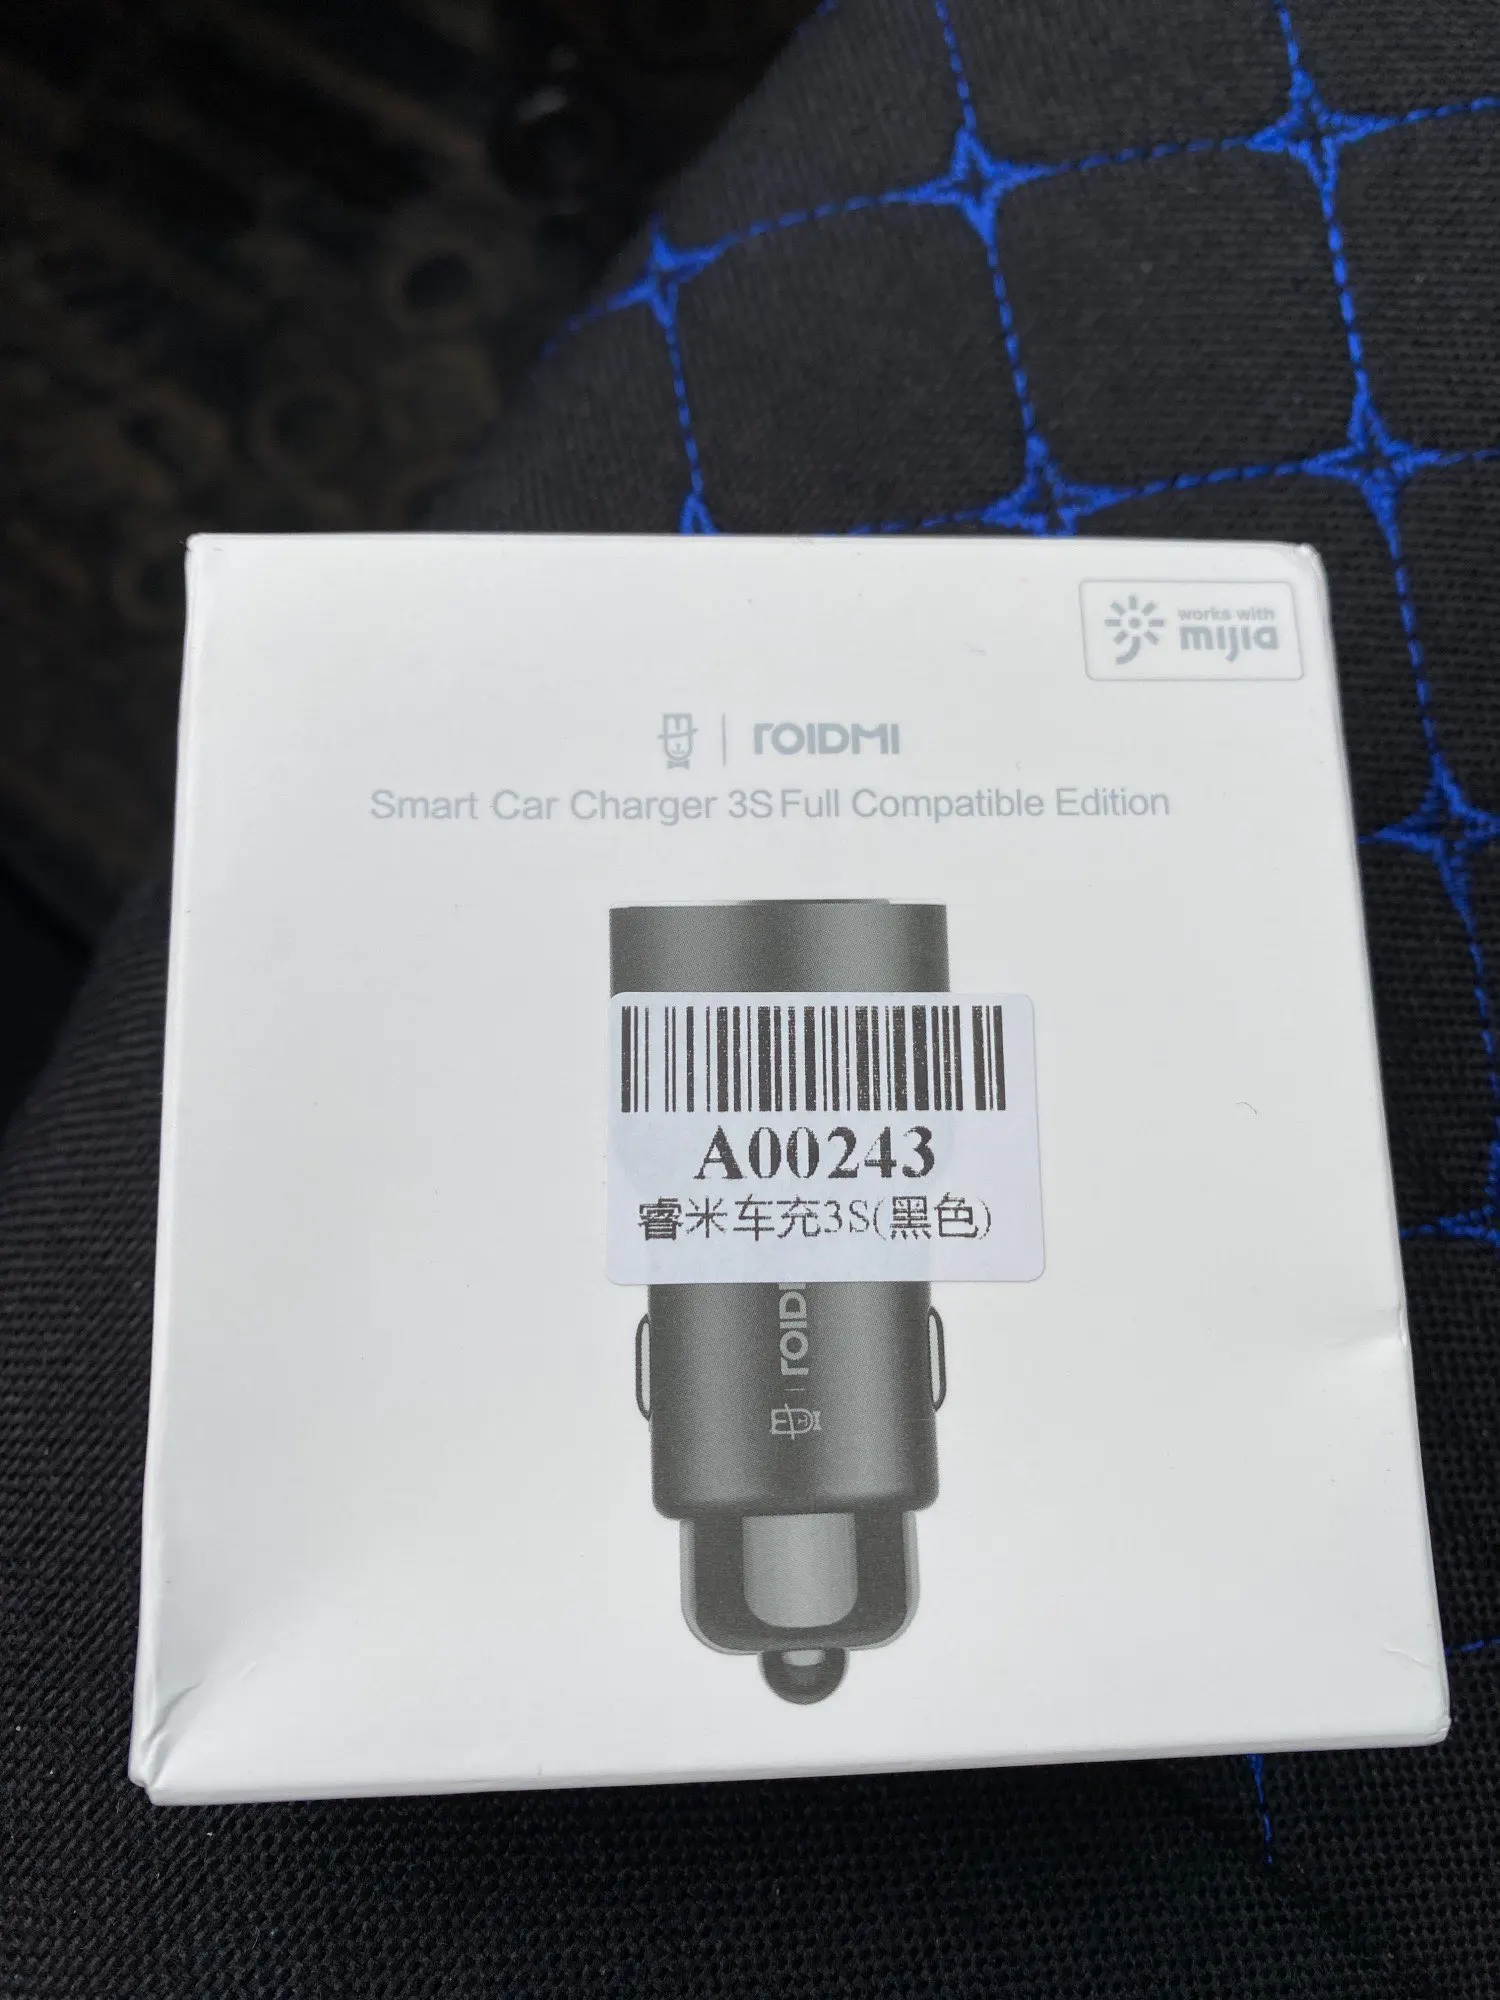 works with
mijia
ROIDMI
Smart Car Charger 3S Full Compatible Edition
A00243
睿米车充3S(黑色)
ROIDM